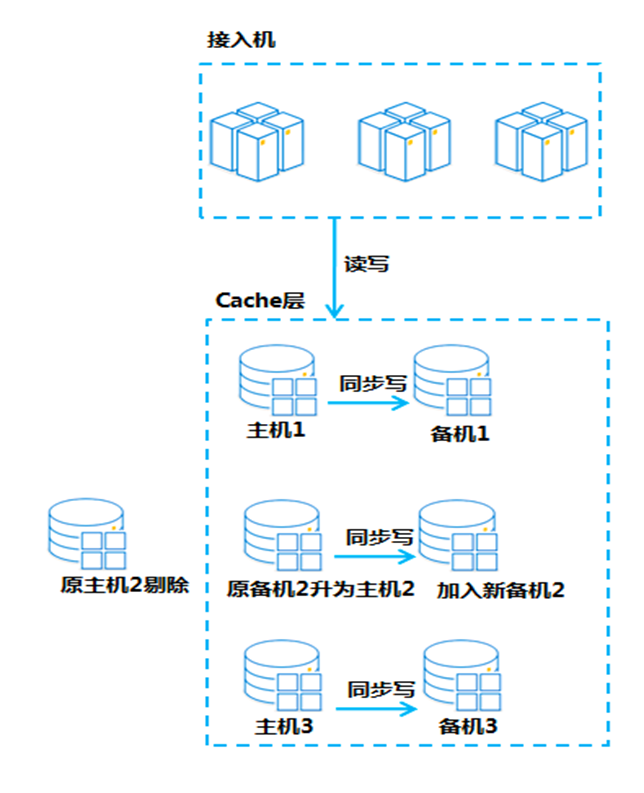 接入机
读写
Cache层
同步写
主机1
备机1
同步写
原主机2剔除
原备机2升为主机2
加入新备机2
同步写
主机3
备机3